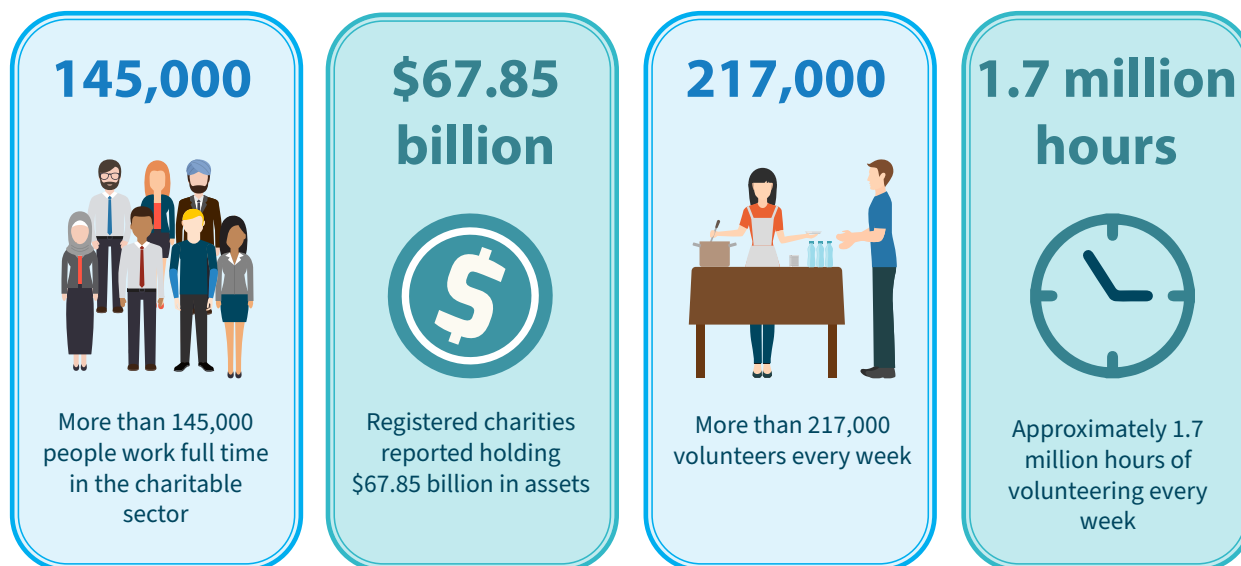 145,000
More than 145,000
people work full time
in the charitable
sector
$67.85
billion
$
Registered charities
reported holding
$67.85 billion in assets
217,000
More than 217,000
volunteers every week
1.7 million
hours
Approximately 1.7
million hours of
volunteering every
week